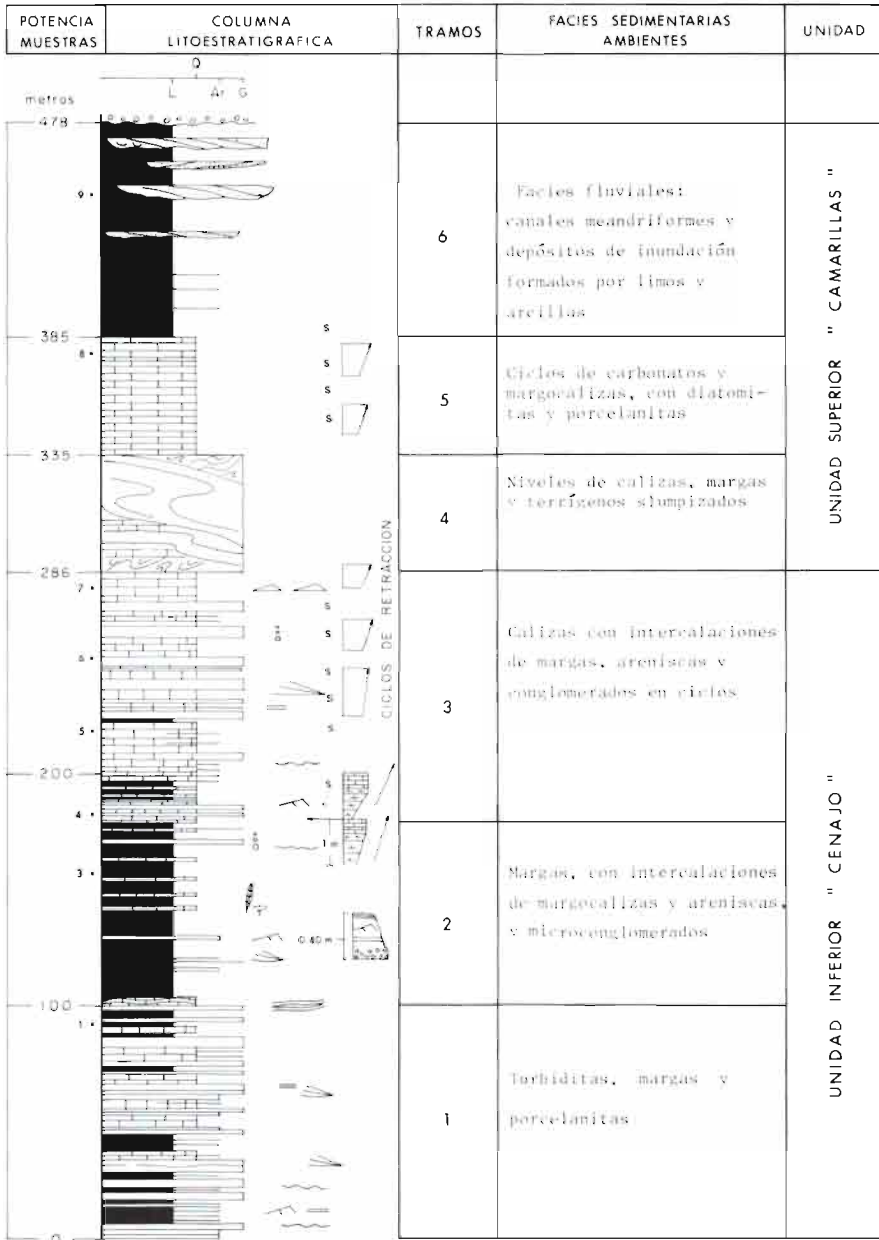 POTENCIA
MUESTRAS
COLUMNA
LITOESTRATIGRAFICA
TRAMOS
FACIES SEDIMENTARIAS
AMBIENTES
UNIDAD
Q
L Ar G
metros
478
9
6
Facies fluviales:
canales meandriformes y
depósitos de inundación
formados por limos y
arcillas
UNIDAD SUPERIOR " CAMARILLAS "
385
S
8
S
S
S
5
Ciclos de carbonatos y
margocalizas, con diatomi-
tas y porcelanitas
335
4
Niveles de calizas, margas
y terrígenos slumpizados
286
CICLOS DE RETRACCION
7
S
S
6
S
S
5
S
3
Calizas con intercalaciones
de margas, areniscas y
conglomerados en ciclos
UNIDAD INFERIOR " CENAJO "
200
S
4
1 m
3
0.40 m
2
Margas, con intercalaciones
de margocalizas y areniscas,
y microconglomerados
100
1
1
Turbiditas, margas y
porcelanitas
0